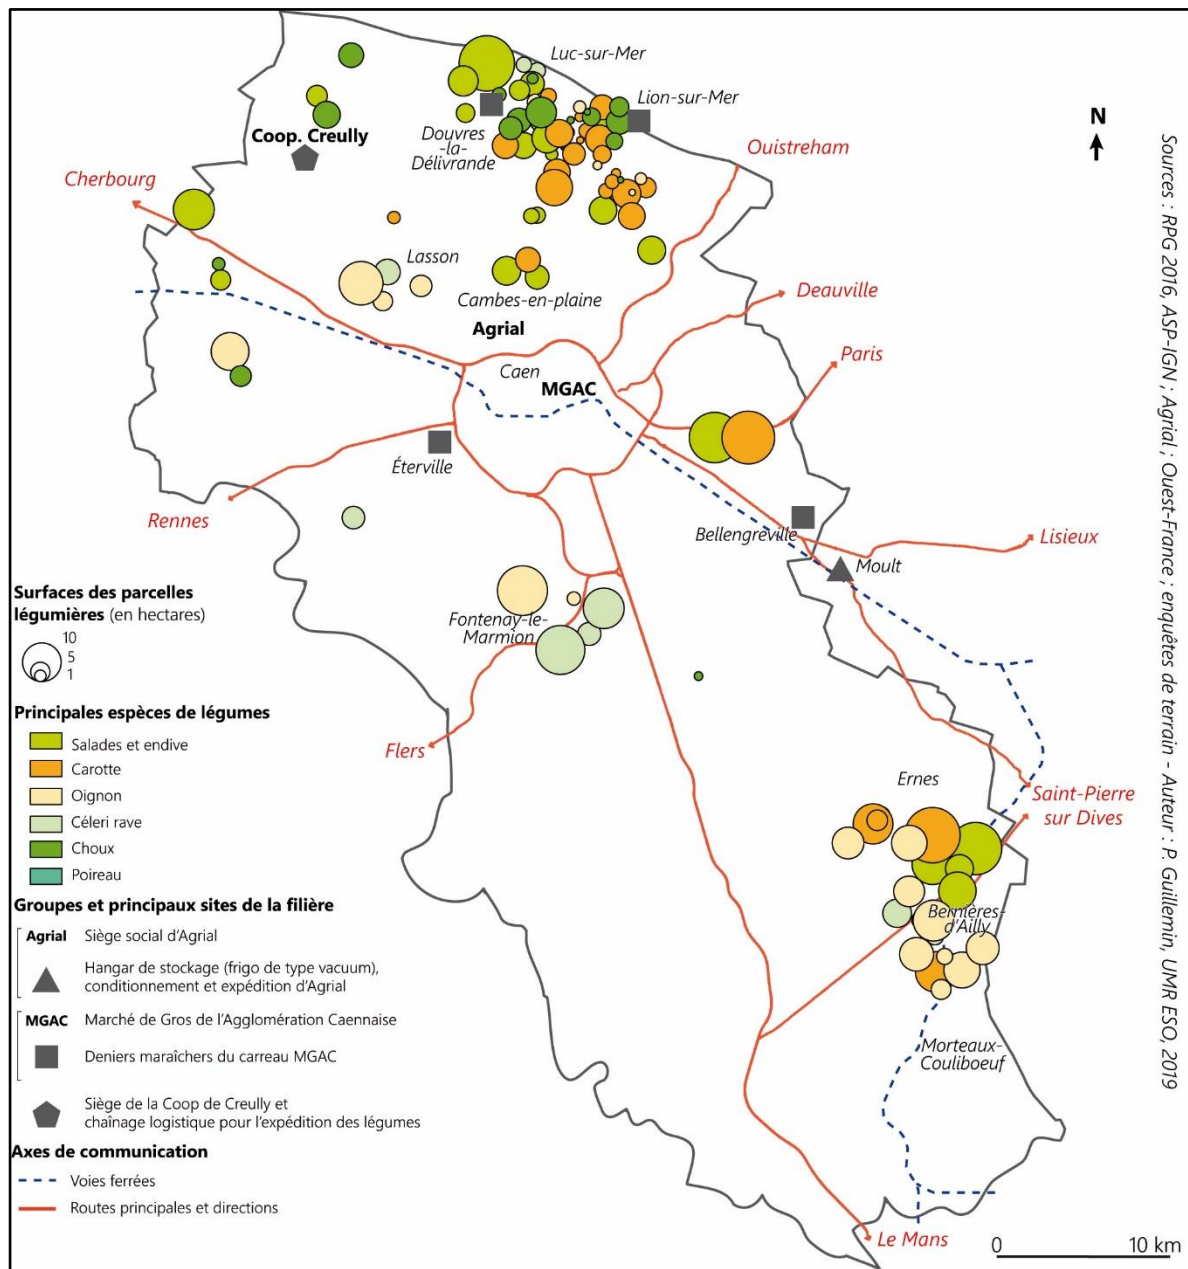 Luc-sur-Mer
Lion-sur-Mer
N
Coop. Creully
Douvres
-la-
Délivrande
Ouistreham
Cherbourg
Lasson
Cambes-en-plaine
Deauville
Agrial
Paris
Caen
MGAC
Éterville
Rennes
Bellengreville
Lisieux
Moult
Fontenay-le-
Marmion
Flers
Ernes
Saint-Pierre
sur Dives
Bernières-
d'Ailly
Morteaux-
Couliboeuf
Le Mans
0 10 km
Surfaces des parcelles
légumières (en hectares)
10
5
1
Principales espèces de légumes
Salades et endive
Carotte
Oignon
Céleri rave
Choux
Poireau
Groupes et principaux sites de la filière
Agrial Siège social d'Agrial
Hangar de stockage (frigo de type vacuum),
conditionnement et expédition d'Agrial
MGAC Marché de Gros de l'Agglomération Caennaise
Deniers maraîchers du carreau MGAC
Siège de la Coop de Creully et
chaînage logistique pour l'expédition des légumes
Axes de communication
Voies ferrées
Routes principales et directions
Sources : RPG 2016, ASP-IGN ; Agrial ; Ouest-France ; enquêtes de terrain - Auteur : P. Guillemin, UMR ESO, 2019